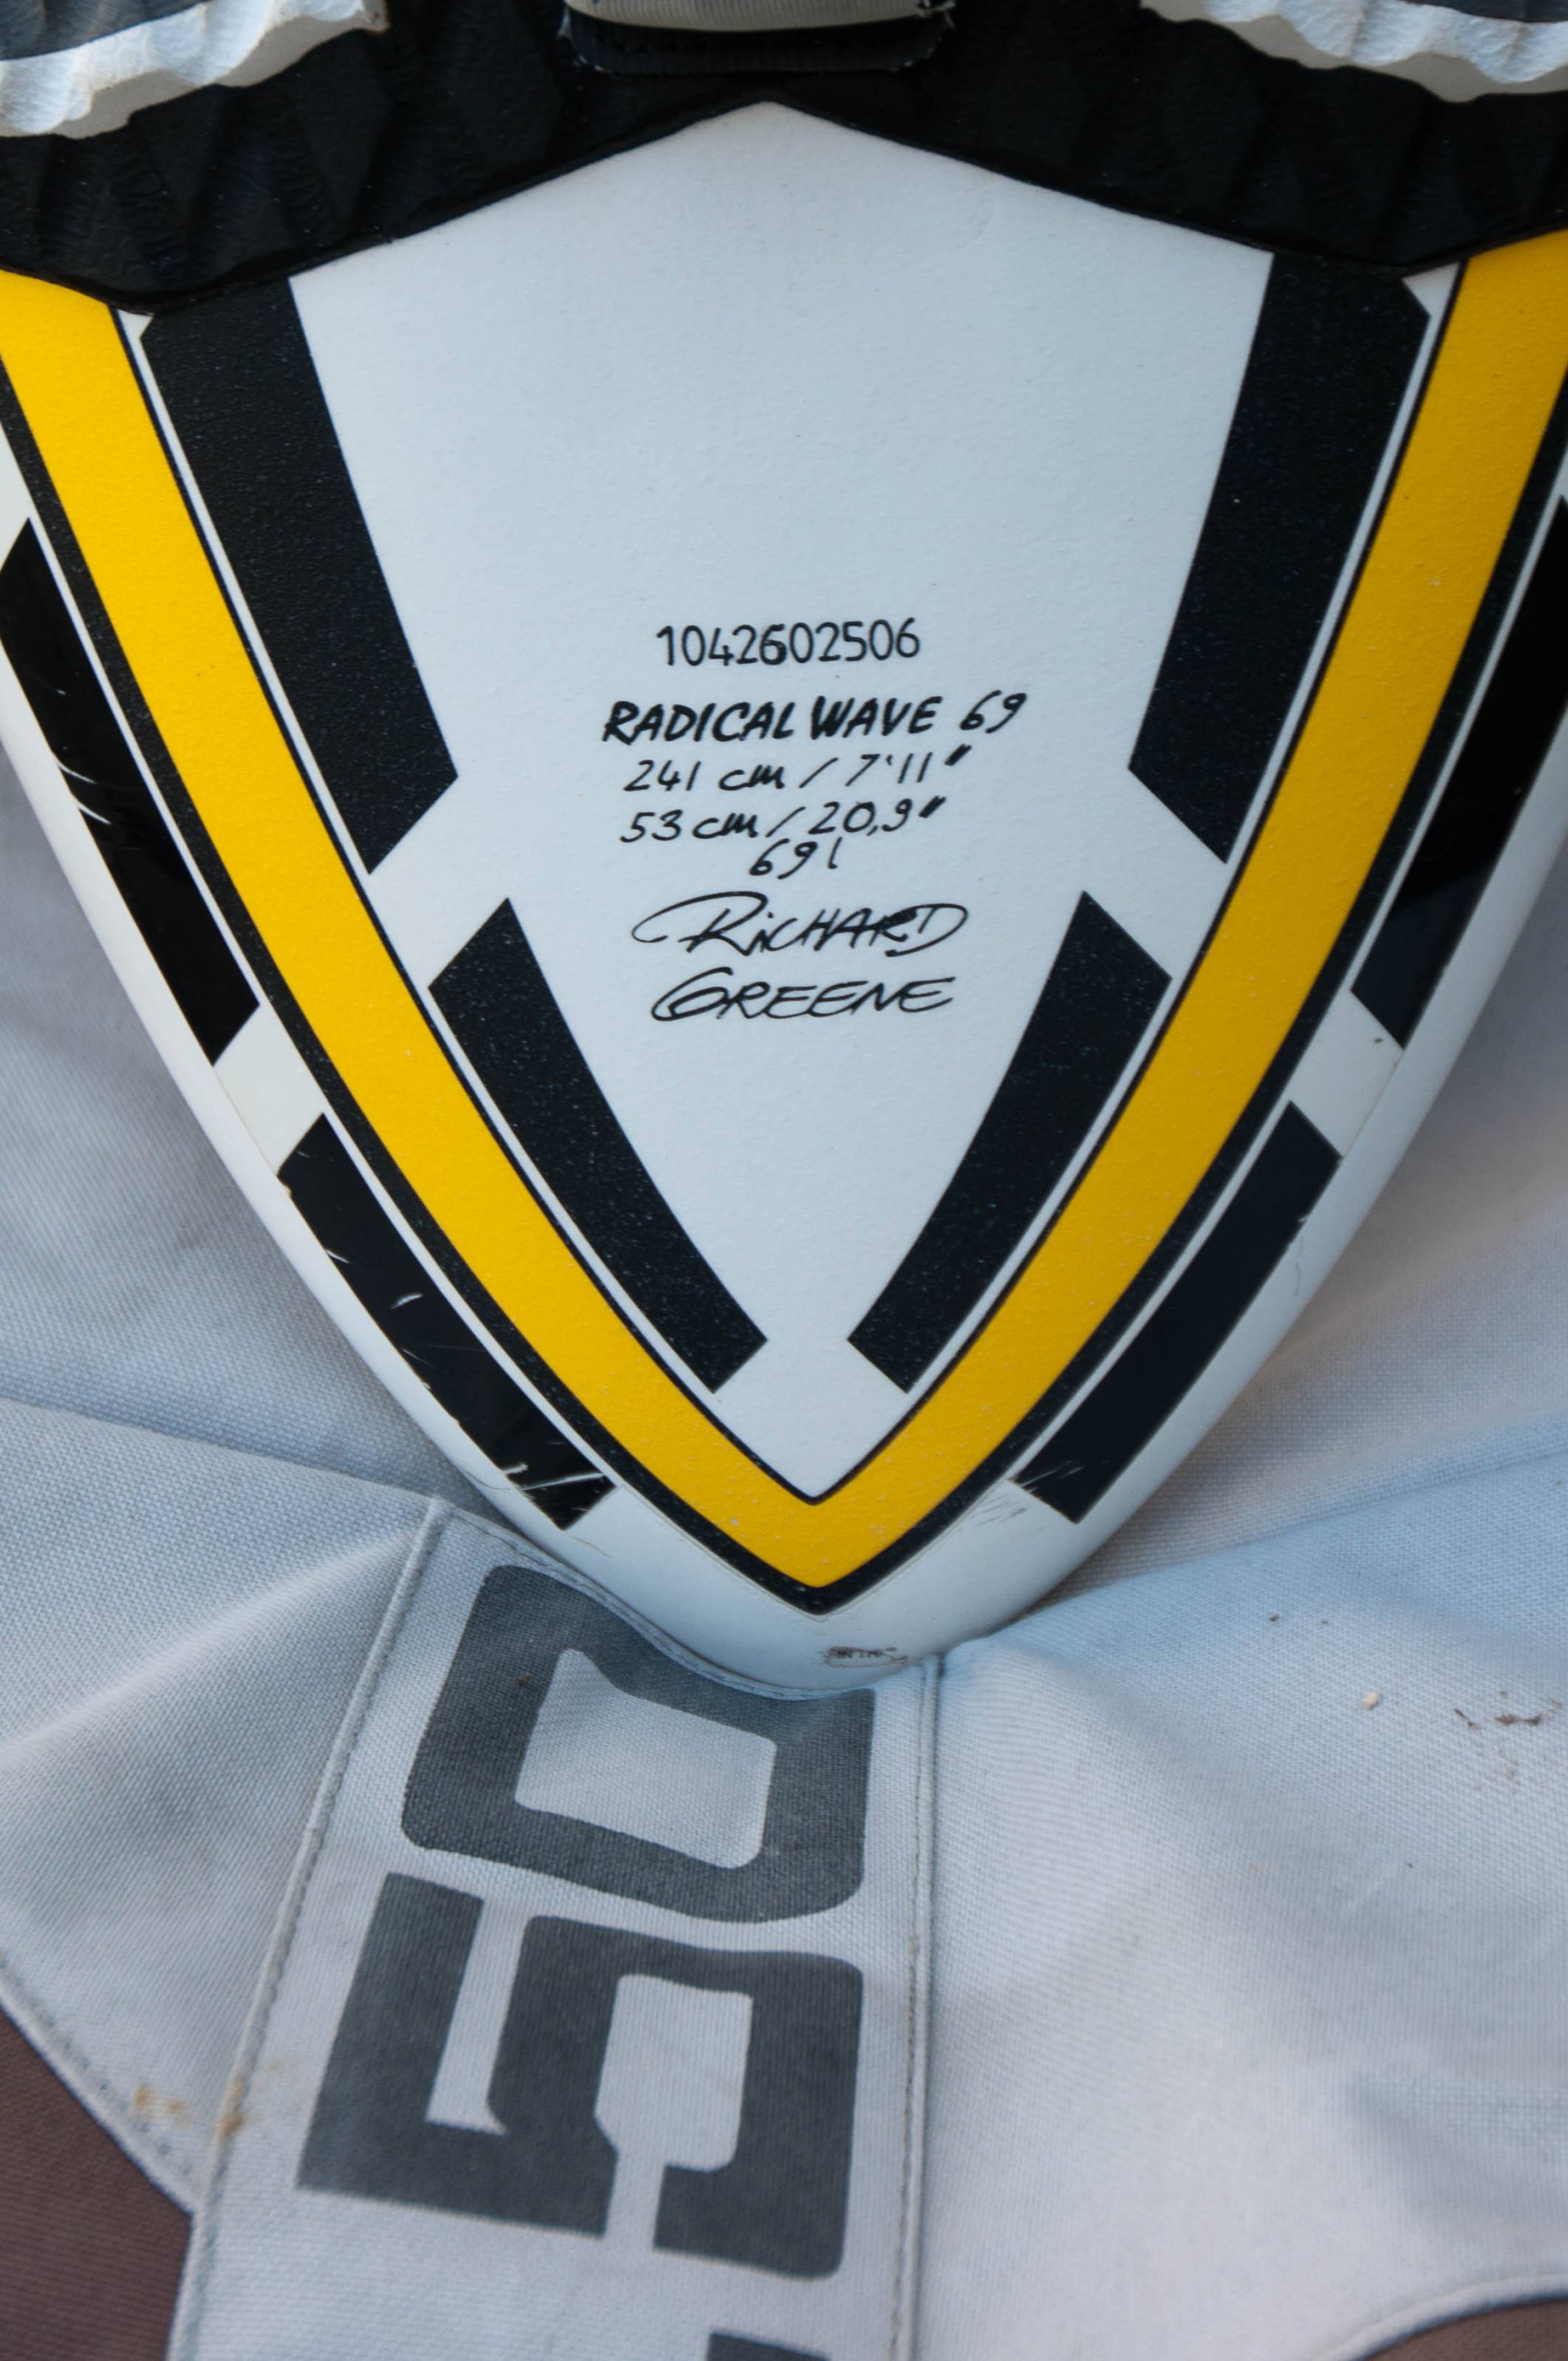 1042602506
RADICAL WAVE 69
241 cm / 7'11"
53 cm / 20,9"
69 l
RiCHARD
GREENE